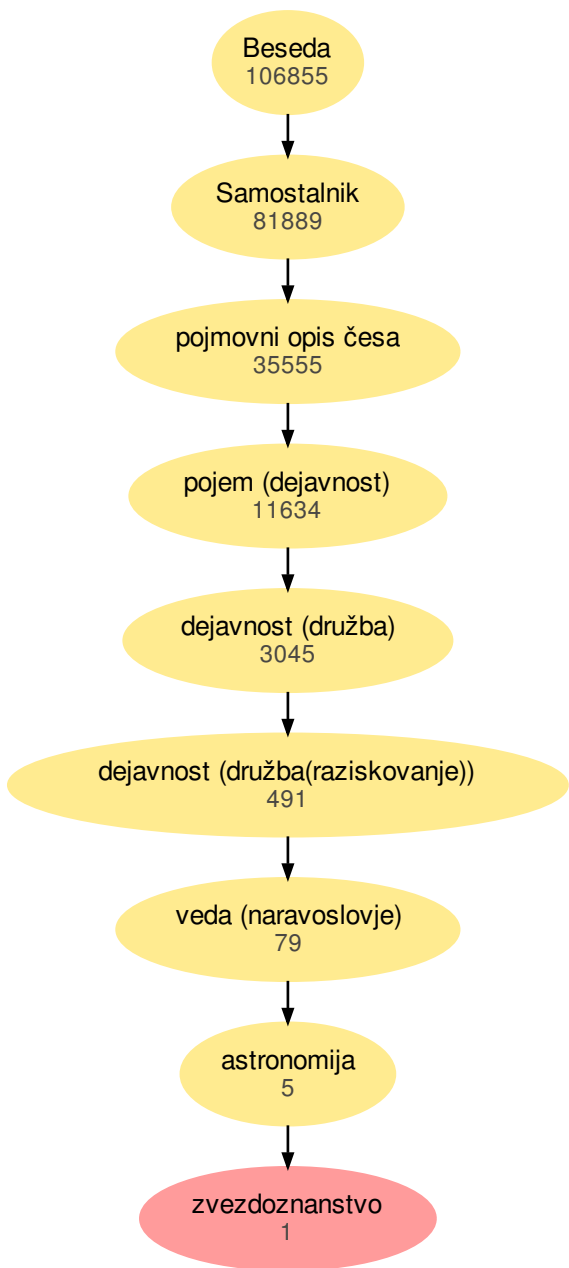 Beseda
106855
Samostalnik
81889
pojmovni opis česa
35555
pojem (dejavnost)
11634
dejavnost (družba)
3045
dejavnost (družba(raziskovanje))
491
veda (naravoslovje)
79
astronomija
5
zvezdoznanstvo
1